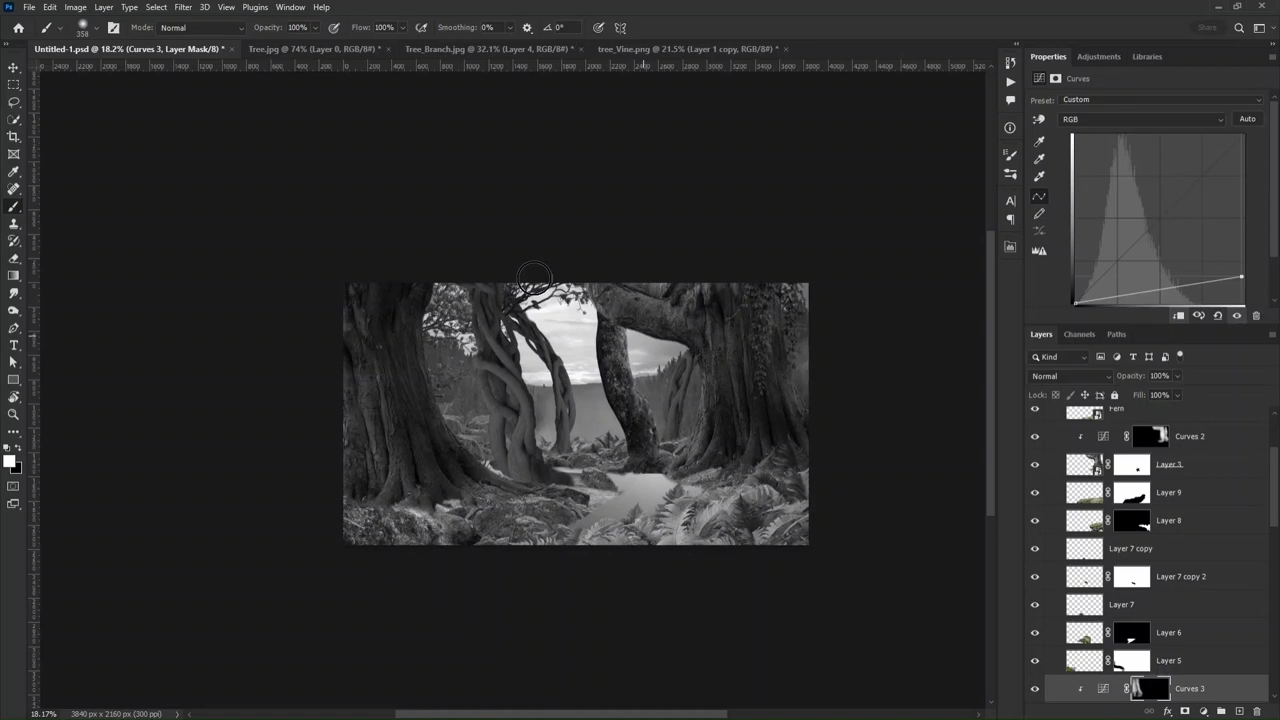 Ps File Edit Image Layer Type Select Filter 3D View Plugins Window Help
358 Mode: Normal Opacity: 100% Flow: 100% Smoothing: 0% 0° Share
Untitled-1.psd @ 18.2% (Curves 3, Layer Mask/8) * × Tree.jpg @ 74% (Layer 0, RGB/8#) * × Tree_Branch.jpg @ 32.1% (Layer 4, RGB/8#) * × tree_Vine.png @ 21.5% (Layer 1 copy, RGB/8#) * ×
Properties Adjustments Libraries
Curves
Preset: Custom
RGB Auto
Layers Channels Paths
Kind
Normal Opacity: 100%
Lock: Fill: 100%
Fern
Curves 2
Layer 3
Layer 9
Layer 8
Layer 7 copy
Layer 7 copy 2
Layer 7
Layer 6
Layer 5
Curves 3
18.17% 3840 px x 2160 px (300 ppi)